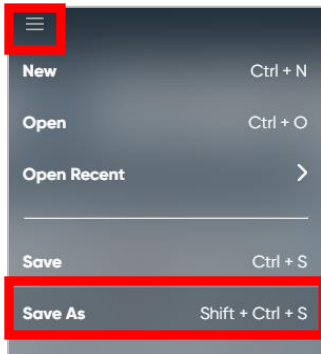 New Ctrl + N
Open Ctrl + O
Open Recent
Save Ctrl + S
Save As Shift + Ctrl + S